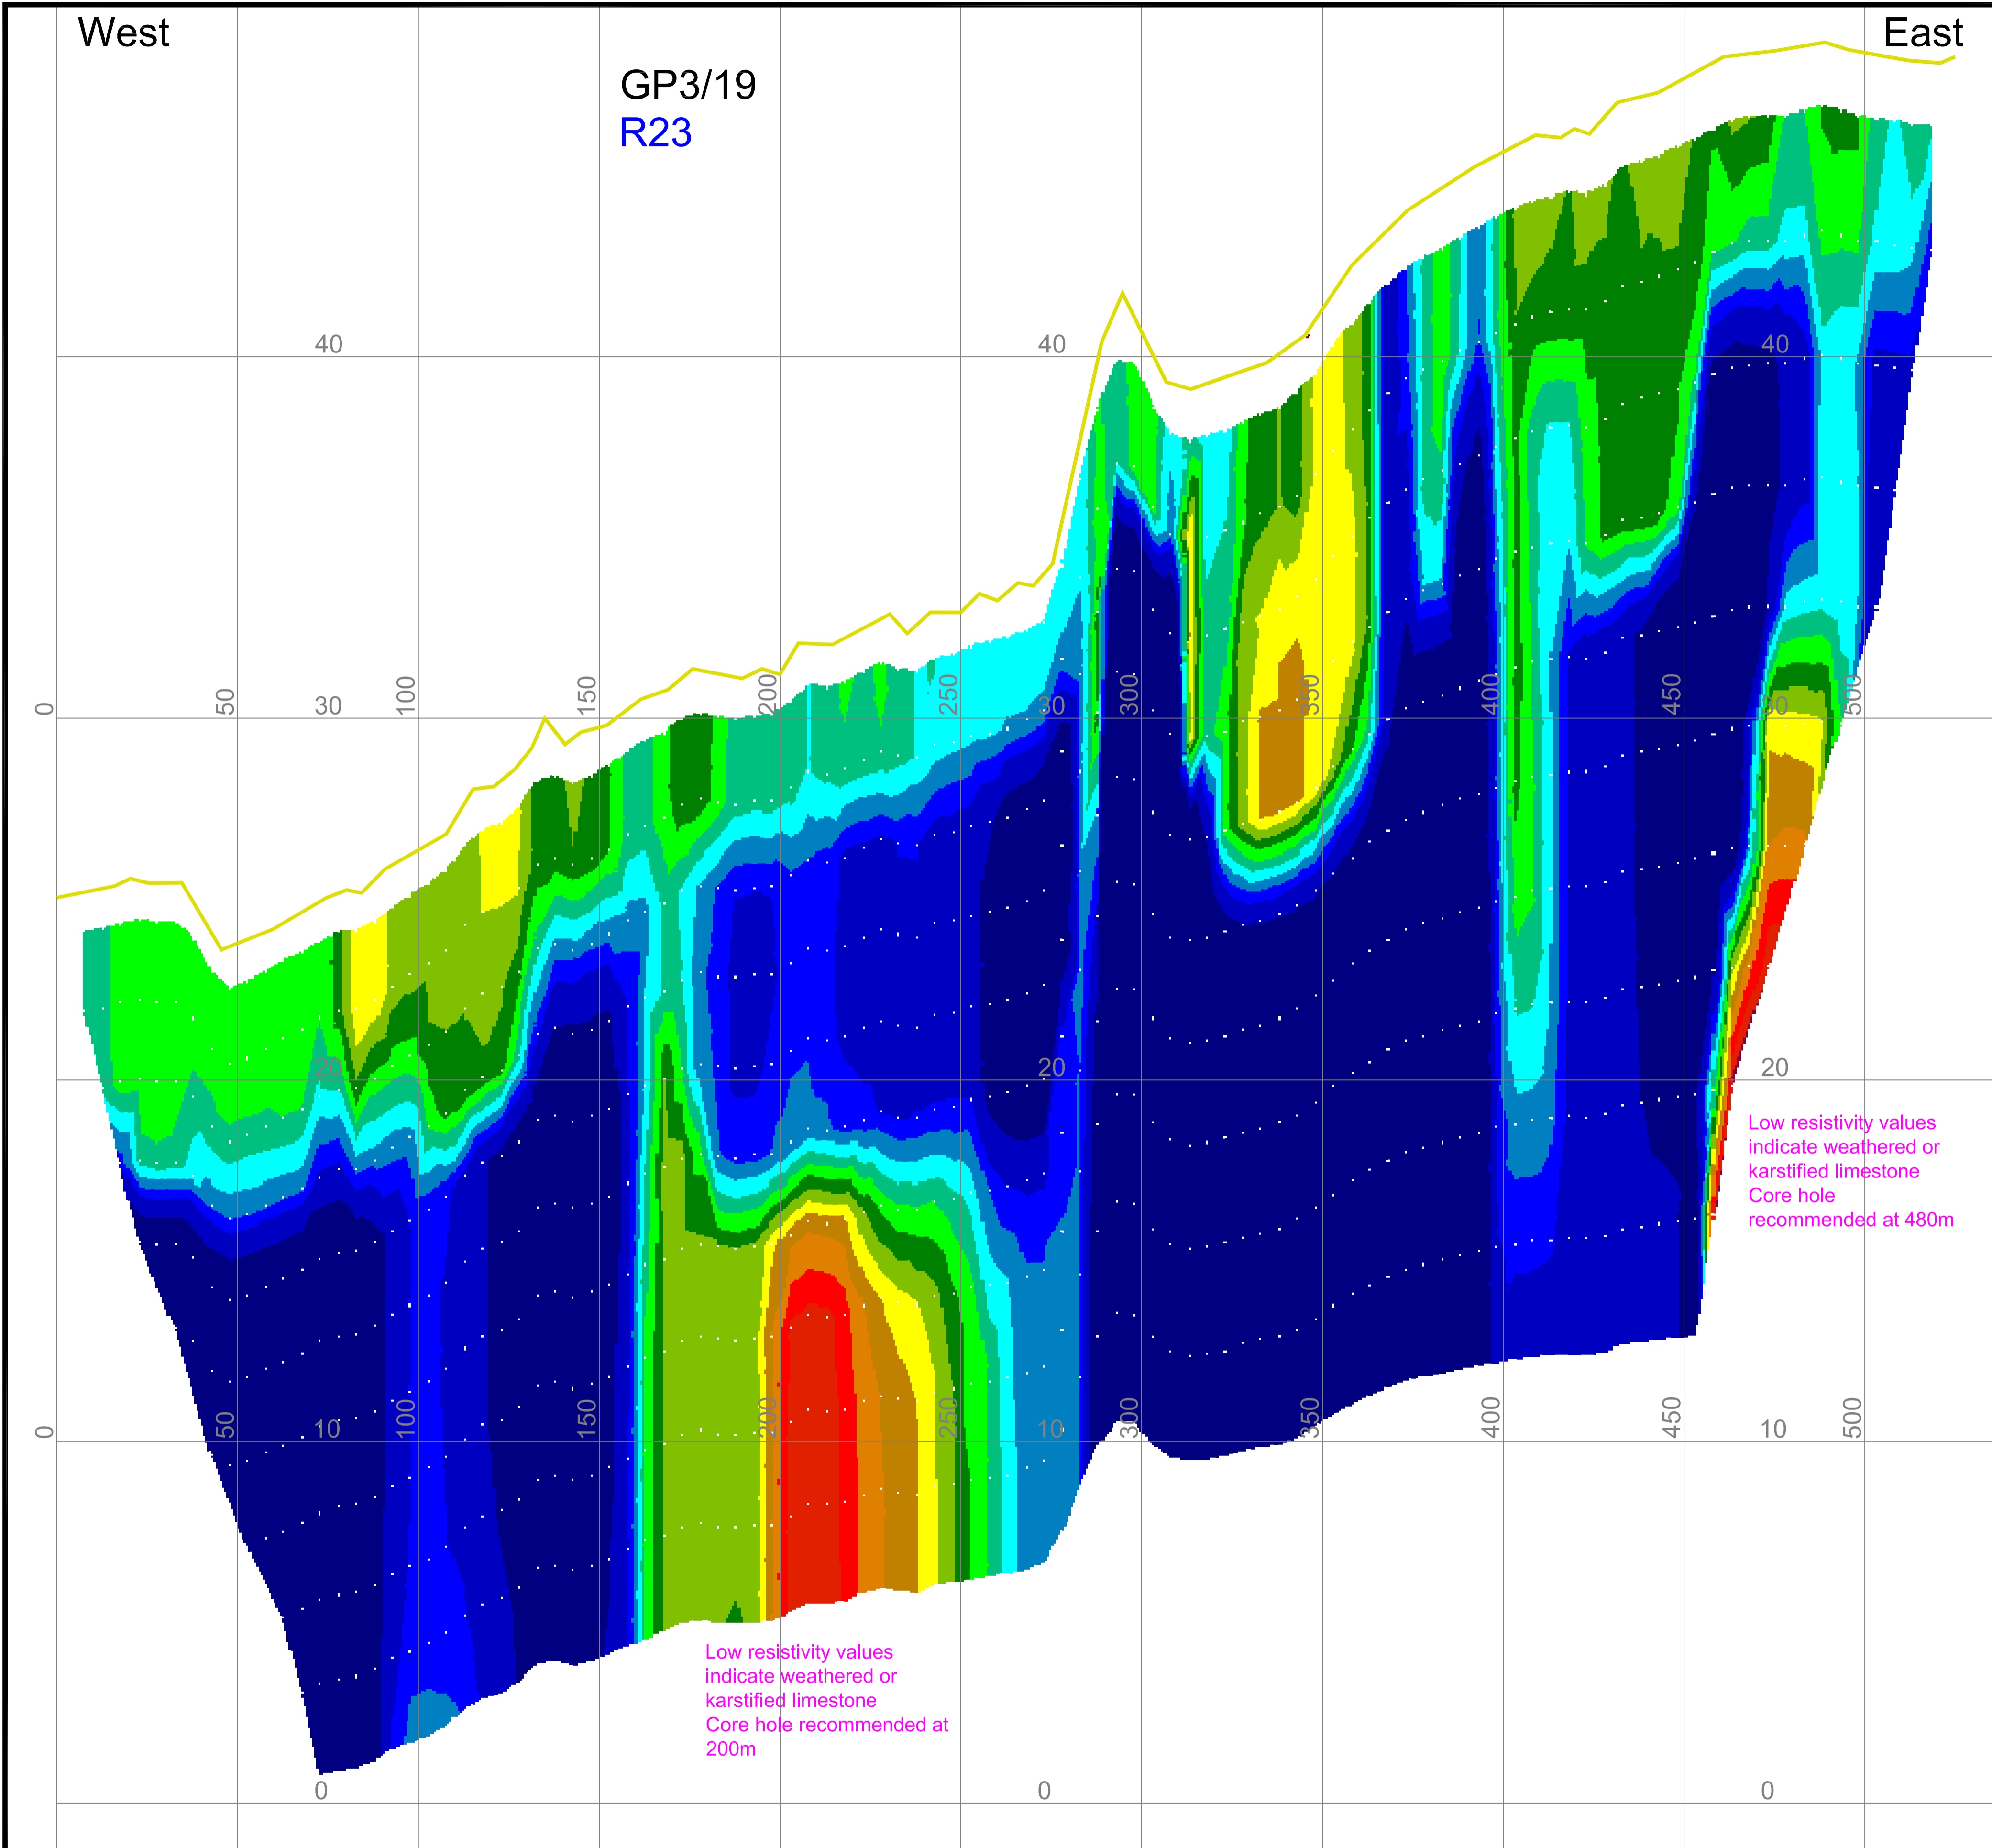 West
East
GP3/19
R23
40
40
40
0
50
30
100
150
200
250
30
300
350
400
450
30
500
20
20
20
Low resistivity values
indicate weathered or
karstified limestone
Core hole
recommended at 480m
0
50
10
100
150
200
250
10
300
350
400
450
10
500
Low resistivity values
indicate weathered or
karstified limestone
Core hole recommended at
200m
0
0
0